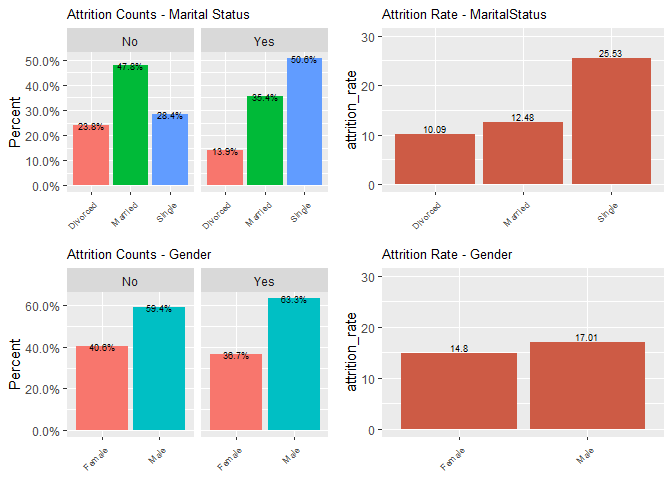 Attrition Counts - Marital Status
No
Yes
Percent
50.0%
40.0%
30.0%
20.0%
10.0%
0.0%
23.8%
47.8%
28.4%
13.9%
35.4%
50.6%
Divorced
Married
Single
Divorced
Married
Single
Attrition Rate - MaritalStatus
attrition_rate
30
20
10
0
10.09
12.48
25.53
Divorced
Married
Single
Attrition Counts - Gender
No
Yes
Percent
60.0%
40.0%
20.0%
0.0%
40.6%
59.4%
36.7%
63.3%
Female
Male
Female
Male
Attrition Rate - Gender
attrition_rate
30
20
10
0
14.8
17.01
Female
Male